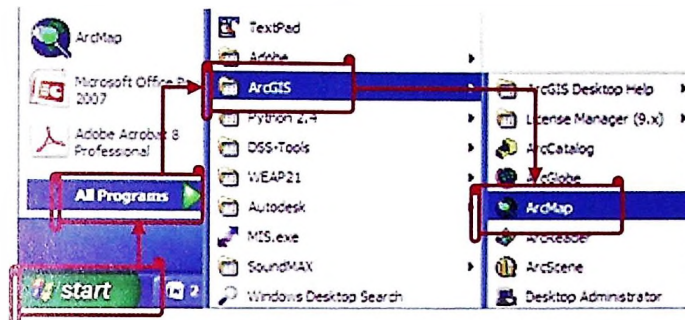 ArcMap
Microsoft Office
2007
Adobe Acrobat 8
Professional
All Programs
start
2
TextPad
Adobe
ArcGIS
Python 2.4
DSS-Tools
WEAP21
Autodesk
MIS.exe
SoundMAX
Windows Desktop Search
ArcGIS Desktop Help
License Manager (9.x)
ArcCatalog
ArcGlobe
ArcMap
ArcReader
ArcScene
Desktop Administrator